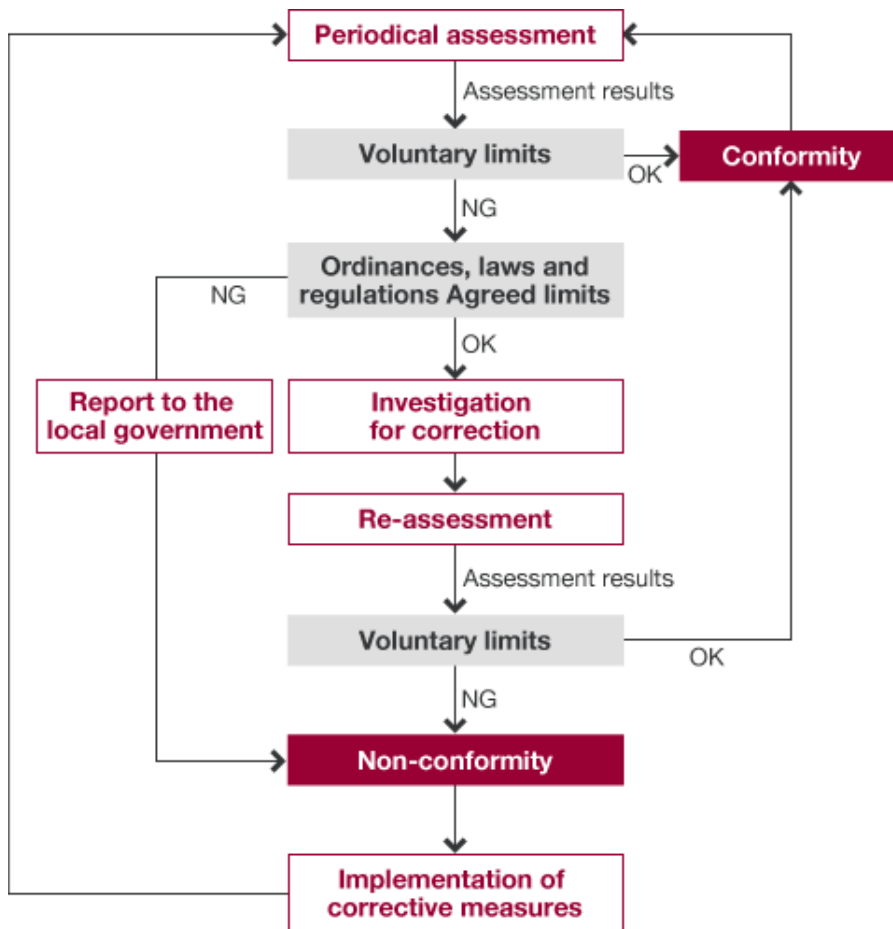 Periodical assessment
Assessment results
Voluntary limits
OK
Conformity
NG
Ordinances, laws and
regulations Agreed limits
NG
OK
Report to the
local government
Investigation
for correction
Re-assessment
Assessment results
Voluntary limits
OK
NG
Non-conformity
Implementation of
corrective measures